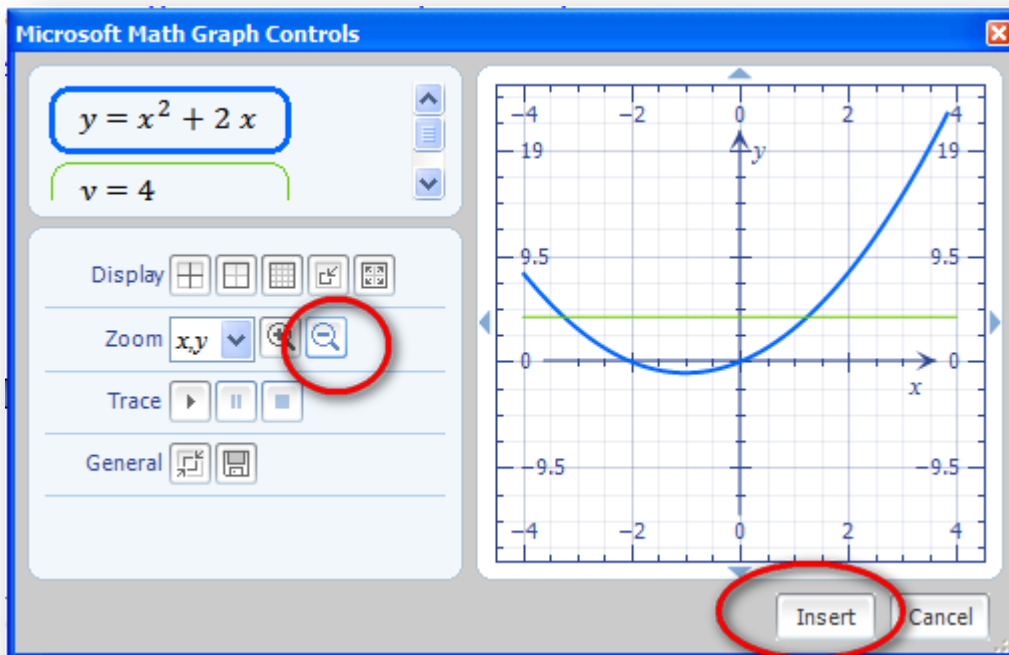 Microsoft Math Graph Controls
y = x² + 2 x
y = 4
Display
Zoom x,y
Trace
General
−4 −2 0 2 4
y
19 19
9.5 9.5
0 0
x
−9.5 −9.5
−4 −2 0 2 4
Insert Cancel